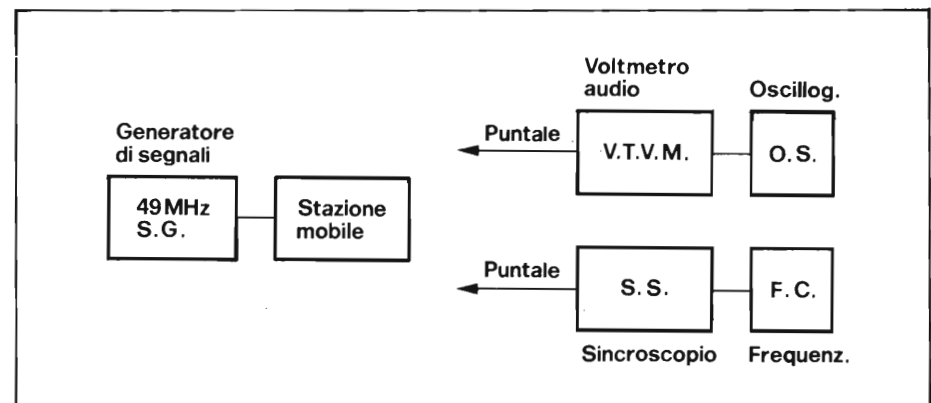 Generatore
di segnali
49MHz
S.G.
Stazione
mobile
Puntale
Voltmetro
audio
V.T.V.M.
Oscillog.
O.S.
Puntale
S.S.
Sincroscopio
F.C.
Frequenz.